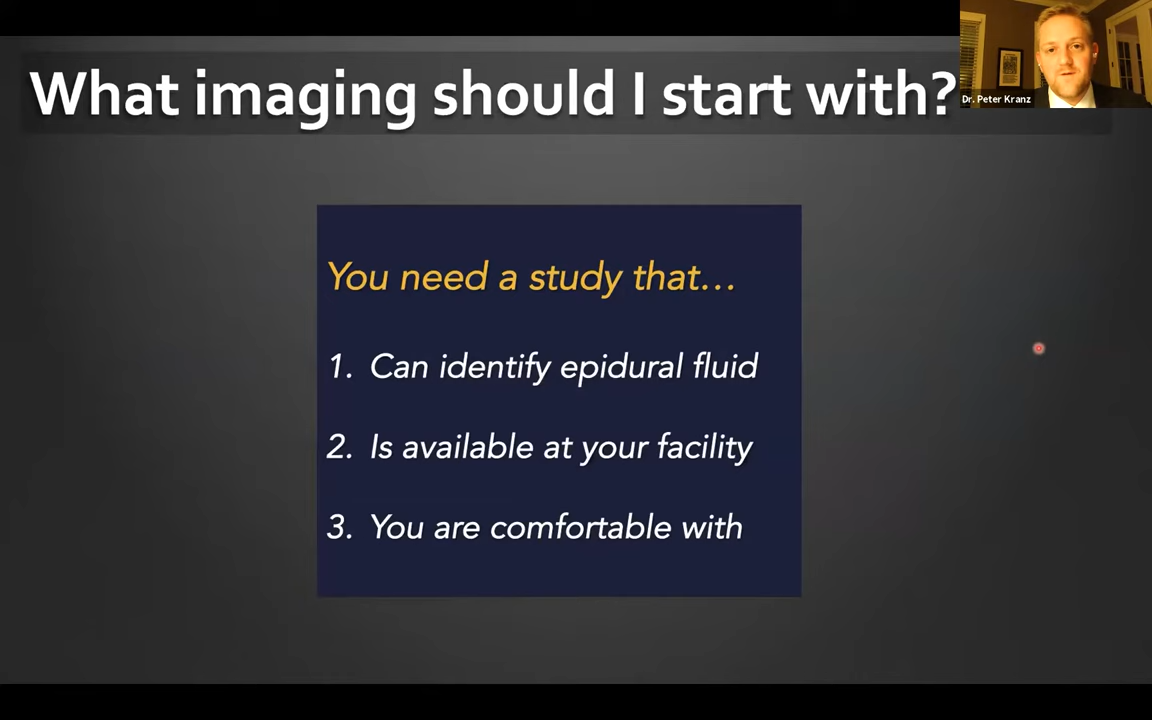 What imaging should I start with?
Dr. Peter Kranz
You need a study that...
1. Can identify epidural fluid
2. Is available at your facility
3. You are comfortable with